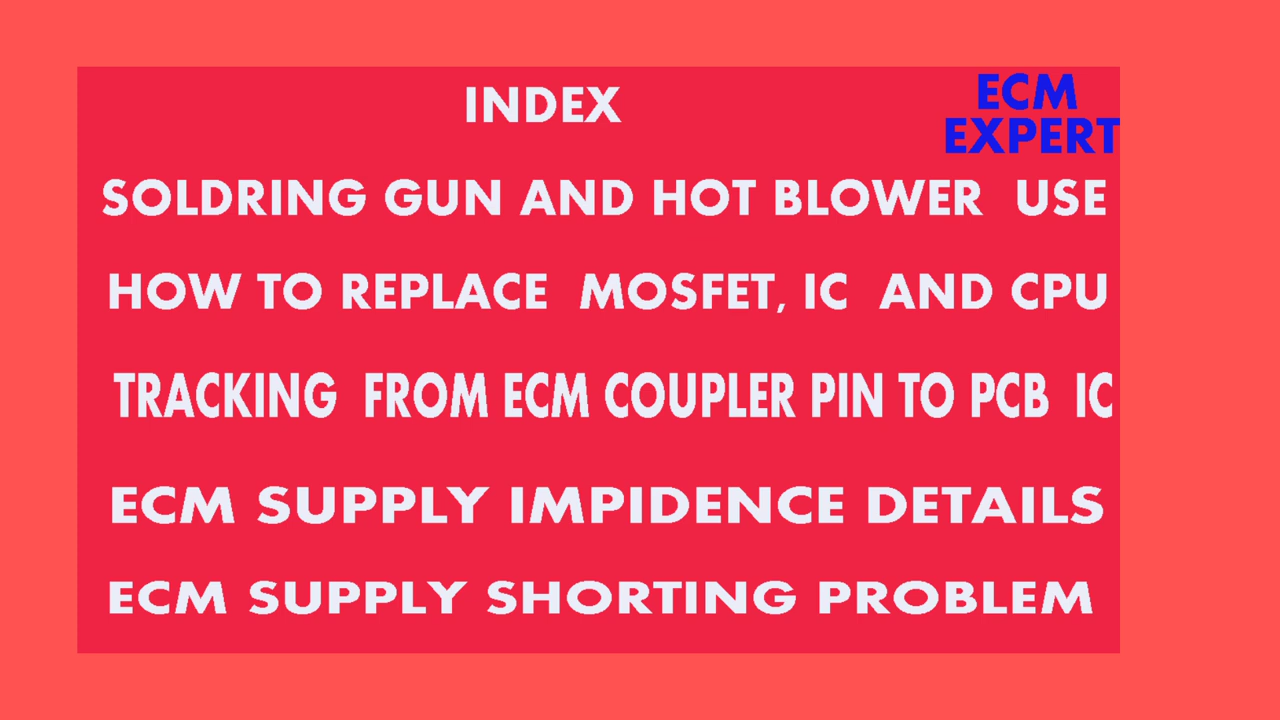 INDEX
ECM
EXPERT
SOLDRING GUN AND HOT BLOWER USE
HOW TO REPLACE MOSFET, IC AND CPU
TRACKING FROM ECM COUPLER PIN TO PCB IC
ECM SUPPLY IMPIDENCE DETAILS
ECM SUPPLY SHORTING PROBLEM